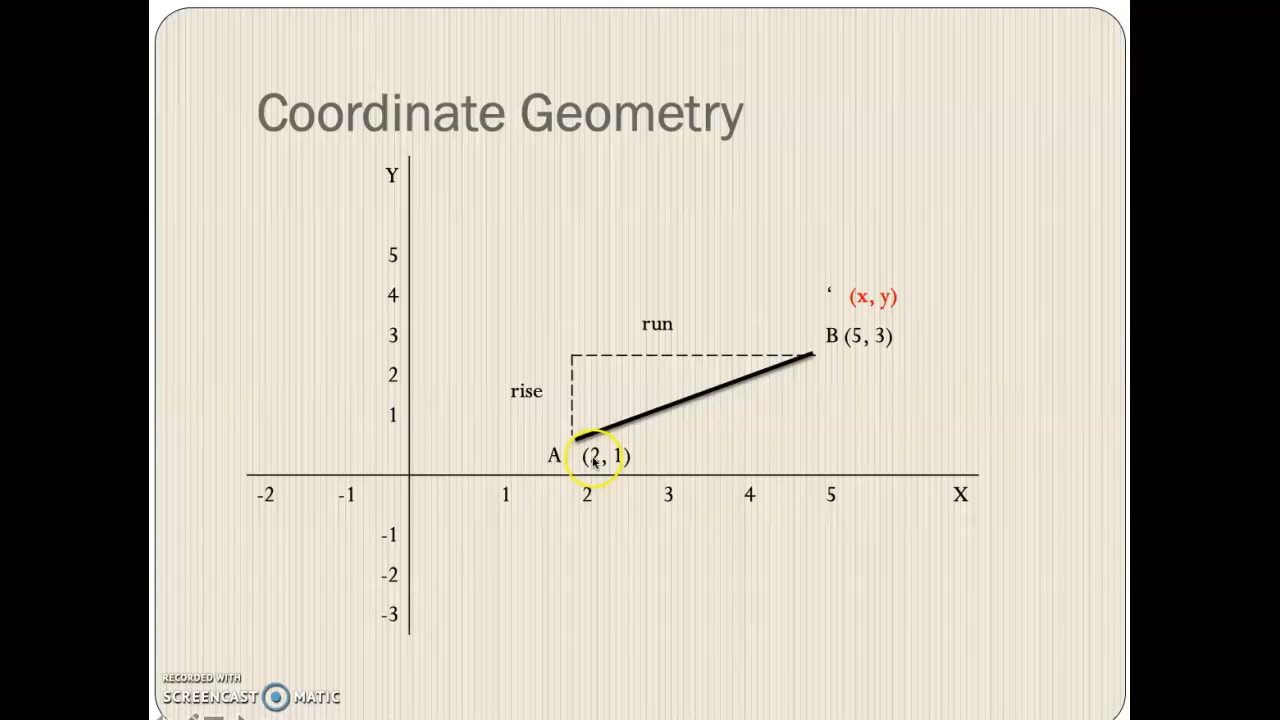 Coordinate Geometry
Y
5
4
‘ (x, y)
run
3
B (5, 3)
2
rise
1
A (2, 1)
-2 -1 1 2 3 4 5 X
-1
-2
-3
RECORDED WITH
SCREENCAST MATIC